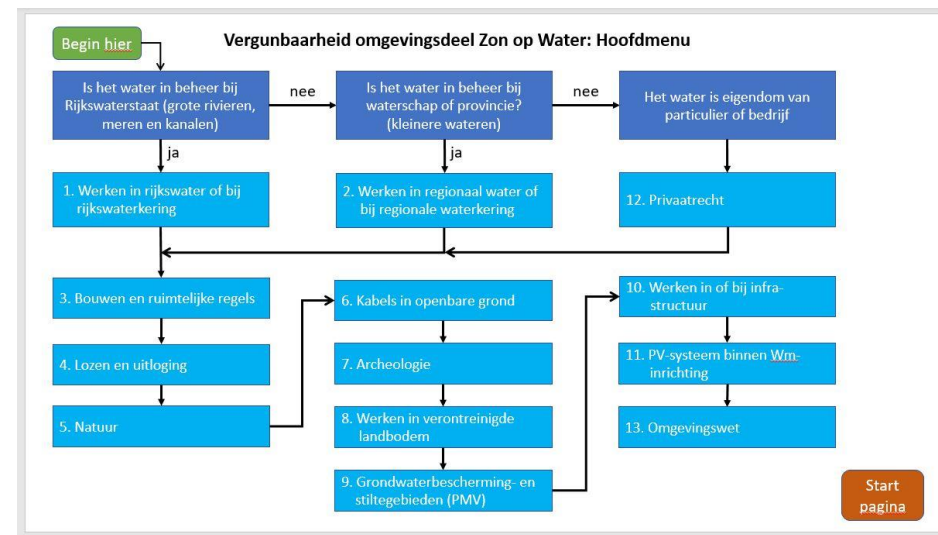 Begin hier
Vergunbaarheid omgevingsdeel Zon op Water: Hoofdmenu
Is het water in beheer bij
Rijkswaterstaat (grote rivieren,
meren en kanalen)
nee
Is het water in beheer bij
waterschap of provincie?
(kleinere wateren)
nee
Het water is eigendom van
particulier of bedrijf
ja
ja
1. Werken in rijkswater of bij
rijkswaterkering
2. Werken in regionaal water of
bij regionale waterkering
12. Privaatrecht
3. Bouwen en ruimtelijke regels
4. Lozen en uitloging
5. Natuur
6. Kabels in openbare grond
7. Archeologie
8. Werken in verontreinigde
landbodem
9. Grondwaterbescherming- en
stiltegebieden (PMV)
10. Werken in of bij infra-
structuur
11. PV-systeem binnen Wm-
inrichting
13. Omgevingswet
Start
pagina